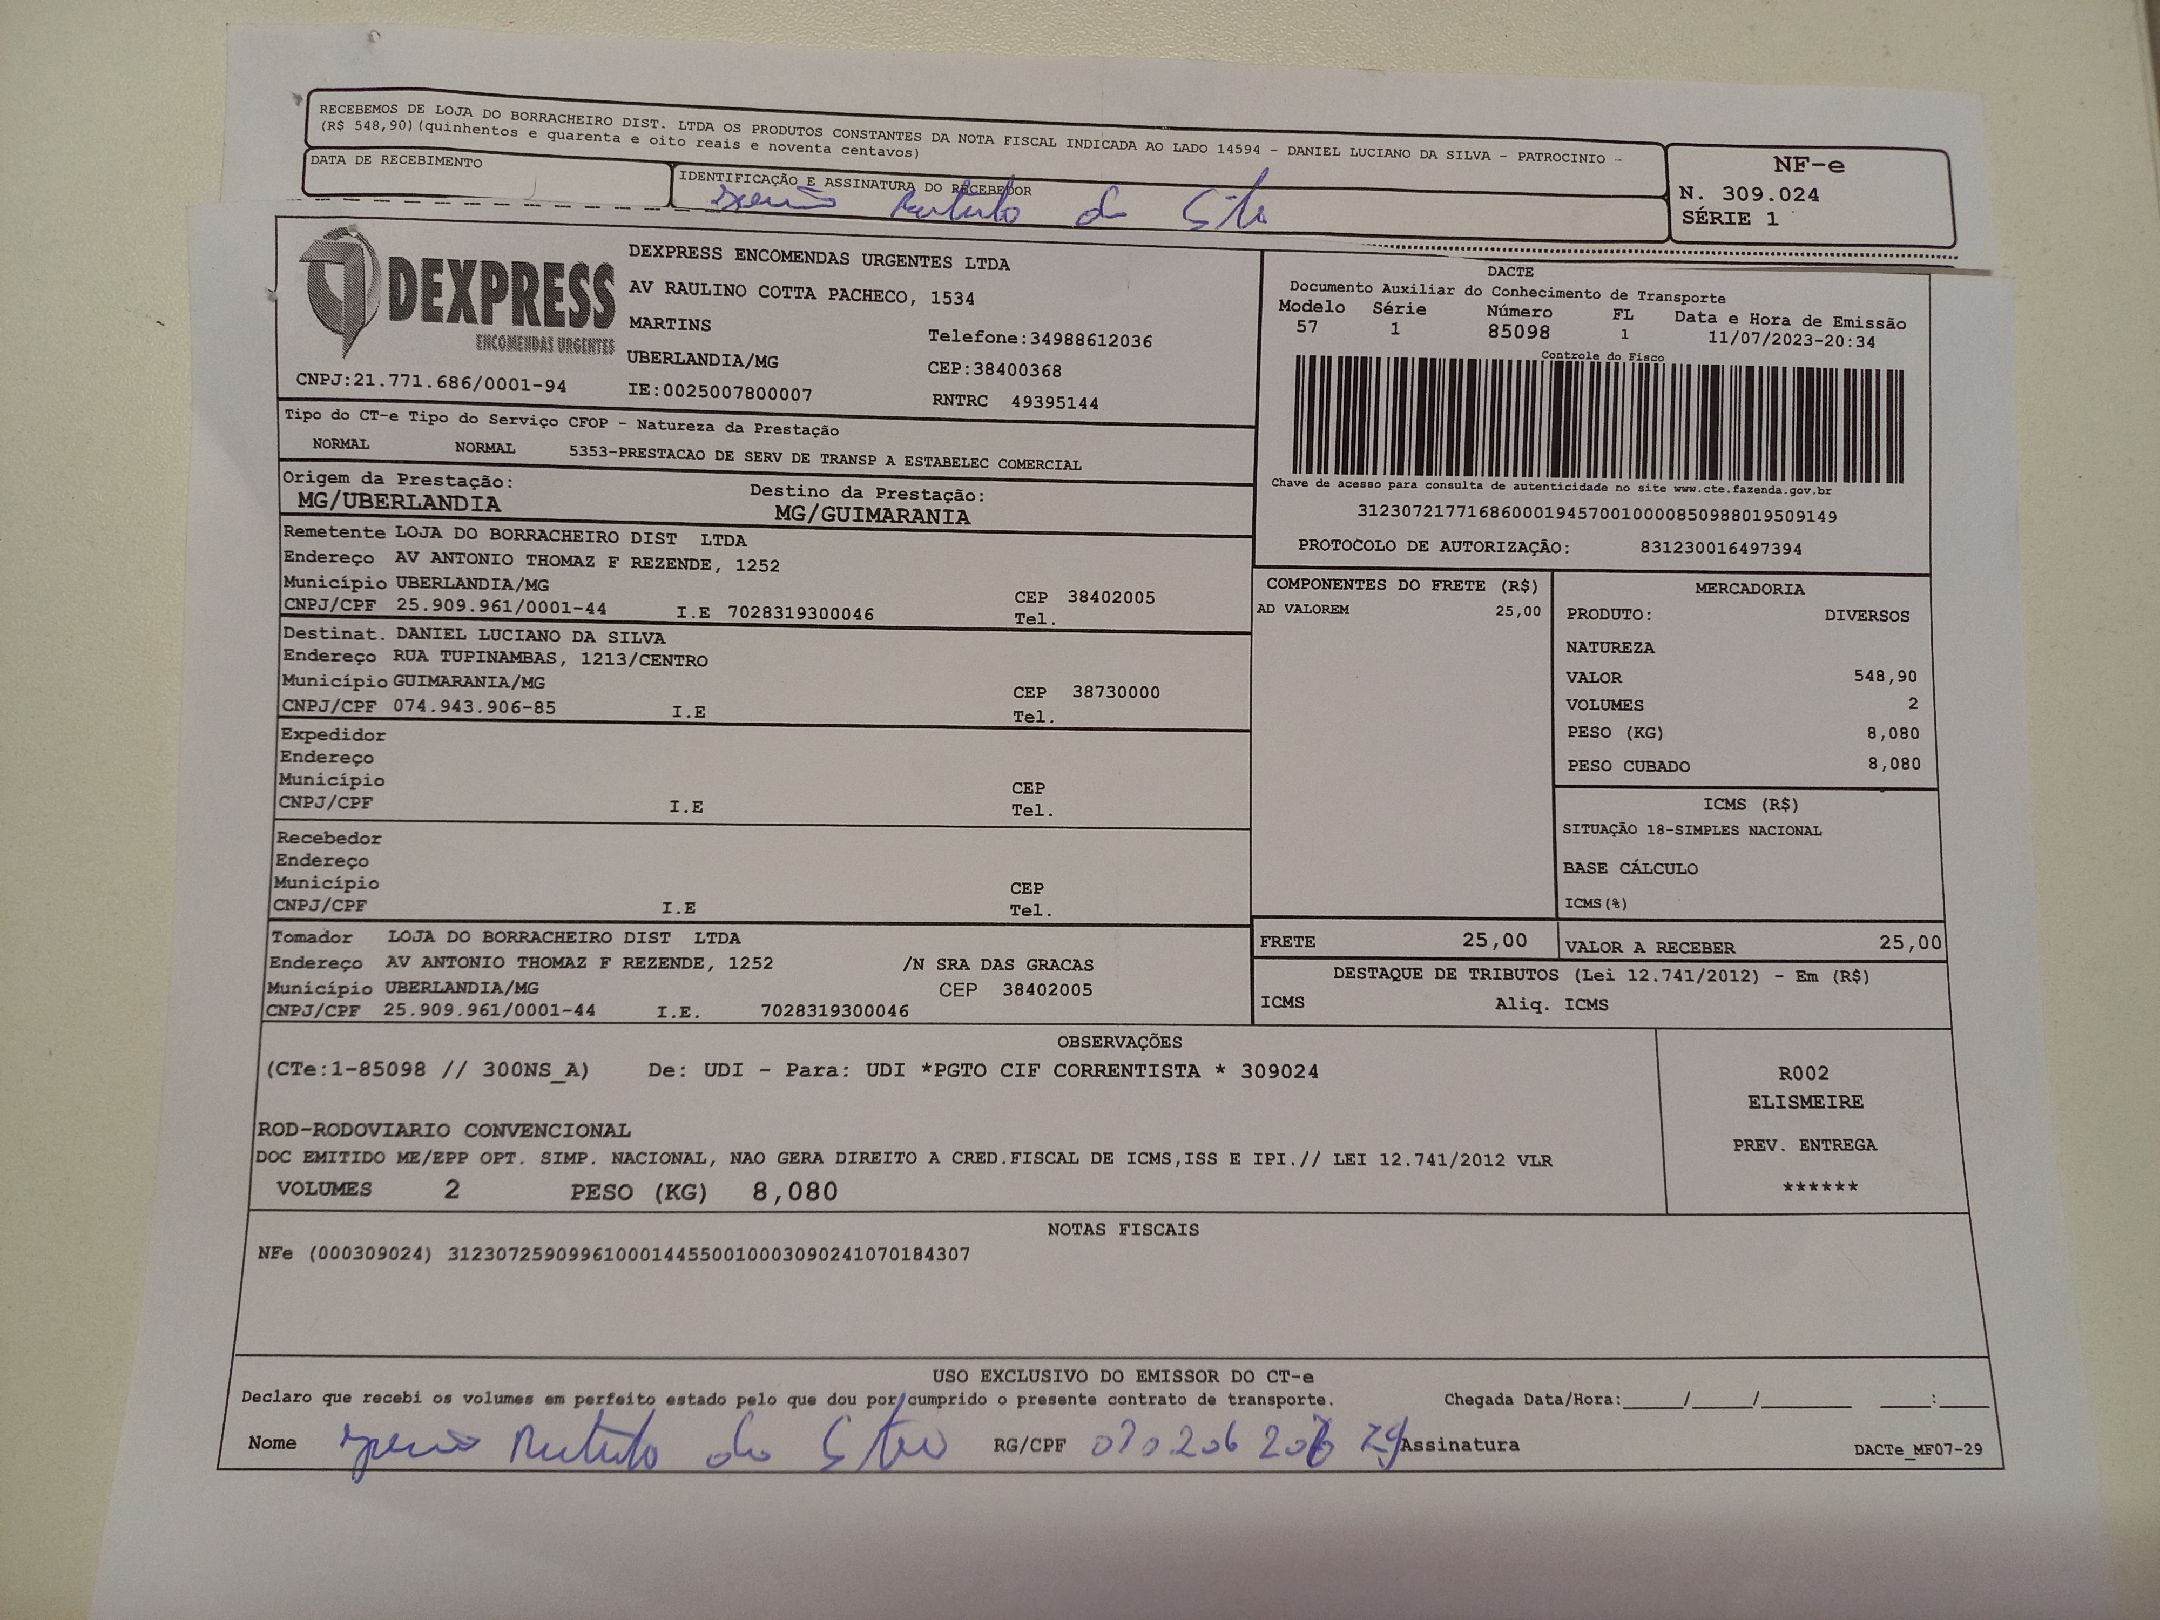 RECEBEMOS DE LOJA DO BORRACHEIRO DIST. LTDA OS PRODUTOS CONSTANTES DA NOTA FISCAL INDICADA AO LADO 14594 - DANIEL LUCIANO DA SILVA - PATROCINIO -
(R$ 548,90)(quinhentos e quarenta e oito reais e noventa centavos)
DATA DE RECEBIMENTO
IDENTIFICAÇÃO E ASSINATURA DO RECEBEDOR
NF-e
N. 309.024
SÉRIE 1
DEXPRESS
ENCOMENDAS URGENTES
CNPJ:21.771.686/0001-94
DEXPRESS ENCOMENDAS URGENTES LTDA
AV RAULINO COTTA PACHECO, 1534
MARTINS Telefone:34988612036
UBERLANDIA/MG CEP:38400368
IE:0025007800007 RNTRC 49395144
DACTE
Documento Auxiliar do Conhecimento de Transporte
Modelo Série Número FL Data e Hora de Emissão
57 1 85098 1 11/07/2023-20:34
Controle do Fisco
Chave de acesso para consulta de autenticidade no site www.cte.fazenda.gov.br
31230721771686000194570010000850988019509149
PROTOCOLO DE AUTORIZAÇÃO: 831230016497394
Tipo do CT-e Tipo do Serviço CFOP - Natureza da Prestação
NORMAL NORMAL 5353-PRESTACAO DE SERV DE TRANSP A ESTABELEC COMERCIAL
Origem da Prestação: Destino da Prestação:
MG/UBERLANDIA MG/GUIMARANIA
Remetente LOJA DO BORRACHEIRO DIST LTDA
Endereço AV ANTONIO THOMAZ F REZENDE, 1252
Município UBERLANDIA/MG CEP 38402005
CNPJ/CPF 25.909.961/0001-44 I.E 7028319300046 Tel.
Destinat. DANIEL LUCIANO DA SILVA
Endereço RUA TUPINAMBAS, 1213/CENTRO
Município GUIMARANIA/MG CEP 38730000
CNPJ/CPF 074.943.906-85 I.E Tel.
Expedidor
Endereço
Município CEP
CNPJ/CPF I.E Tel.
Recebedor
Endereço
Município CEP
CNPJ/CPF I.E Tel.
Tomador LOJA DO BORRACHEIRO DIST LTDA
Endereço AV ANTONIO THOMAZ F REZENDE, 1252 /N SRA DAS GRACAS
Município UBERLANDIA/MG CEP 38402005
CNPJ/CPF 25.909.961/0001-44 I.E. 7028319300046
COMPONENTES DO FRETE (R$)
AD VALOREM 25,00
MERCADORIA
PRODUTO: DIVERSOS
NATUREZA
VALOR 548,90
VOLUMES 2
PESO (KG) 8,080
PESO CUBADO 8,080
ICMS (R$)
SITUAÇÃO 18-SIMPLES NACIONAL
BASE CÁLCULO
ICMS(%)
FRETE 25,00 VALOR A RECEBER 25,00
DESTAQUE DE TRIBUTOS (Lei 12.741/2012) - Em (R$)
ICMS Aliq. ICMS
OBSERVAÇÕES
(CTe:1-85098 // 300NS_A) De: UDI - Para: UDI *PGTO CIF CORRENTISTA * 309024
ROD-RODOVIARIO CONVENCIONAL
DOC EMITIDO ME/EPP OPT. SIMP. NACIONAL, NAO GERA DIREITO A CRED.FISCAL DE ICMS,ISS E IPI.// LEI 12.741/2012 VLR
VOLUMES 2 PESO (KG) 8,080
R002
ELISMEIRE
PREV. ENTREGA
******
NOTAS FISCAIS
NFe (000309024) 31230725909961000144550010003090241070184307
USO EXCLUSIVO DO EMISSOR DO CT-e
Declaro que recebi os volumes em perfeito estado pelo que dou por cumprido o presente contrato de transporte. Chegada Data/Hora:_____/_____/________ ____:____
Nome RG/CPF Assinatura DACTe_MF07-29